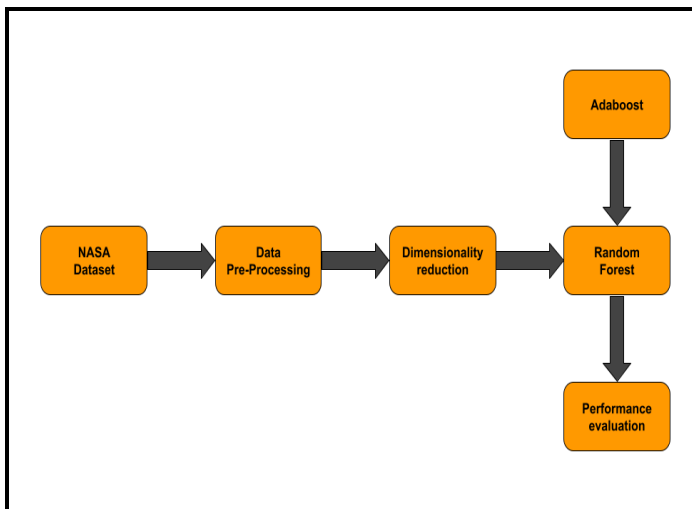 Adaboost
NASA
Dataset
Data
Pre-Processing
Dimensionality
reduction
Random
Forest
Performance
evaluation